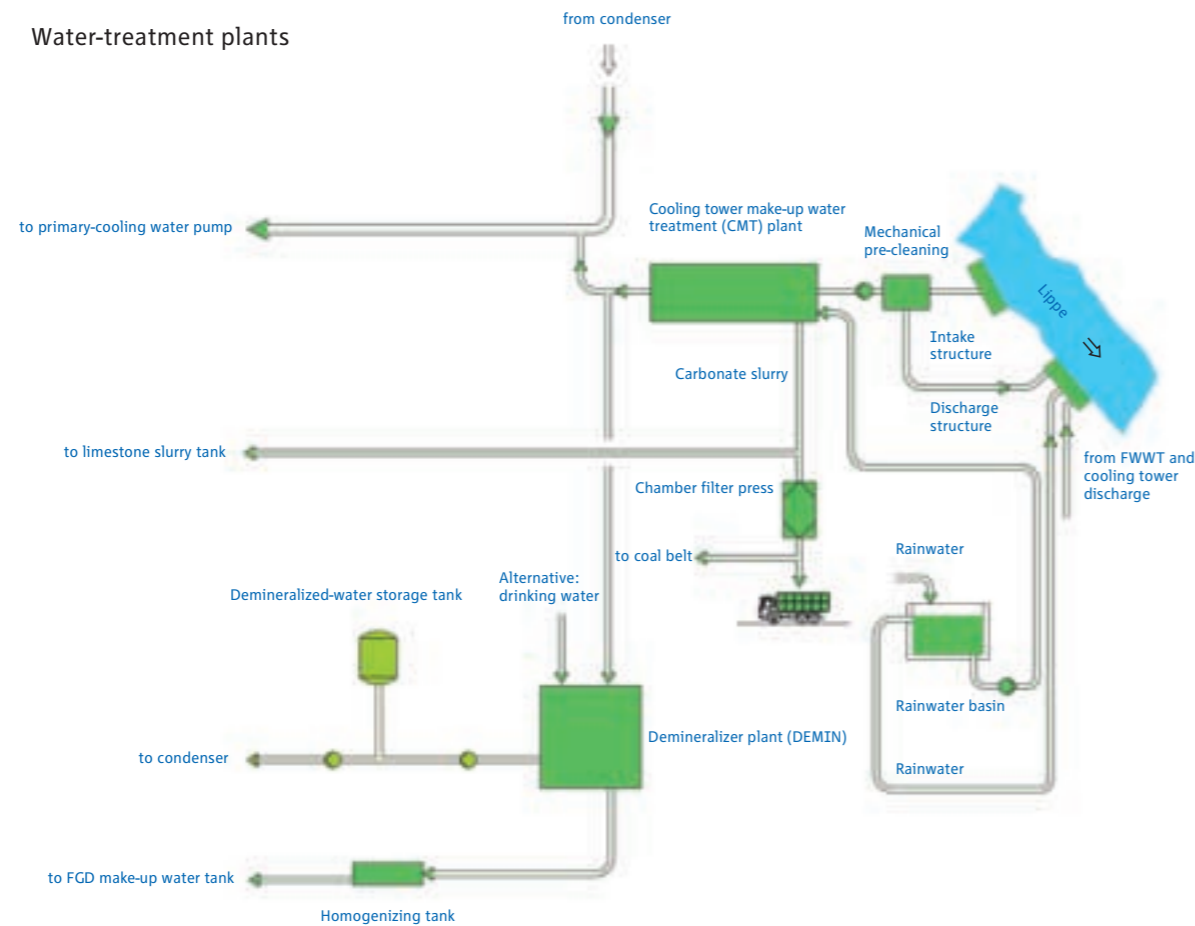 Water-treatment plants
from condenser
to primary-cooling water pump
Cooling tower make-up water
treatment (CMT) plant
Mechanical
pre-cleaning
Lippe
Intake
structure
Carbonate slurry
Discharge
structure
to limestone slurry tank
from FWWT and
cooling tower
discharge
Chamber filter press
to coal belt
Rainwater
Alternative:
drinking water
Demineralized-water storage tank
Rainwater basin
Demineralizer plant (DEMIN)
to condenser
Rainwater
to FGD make-up water tank
Homogenizing tank